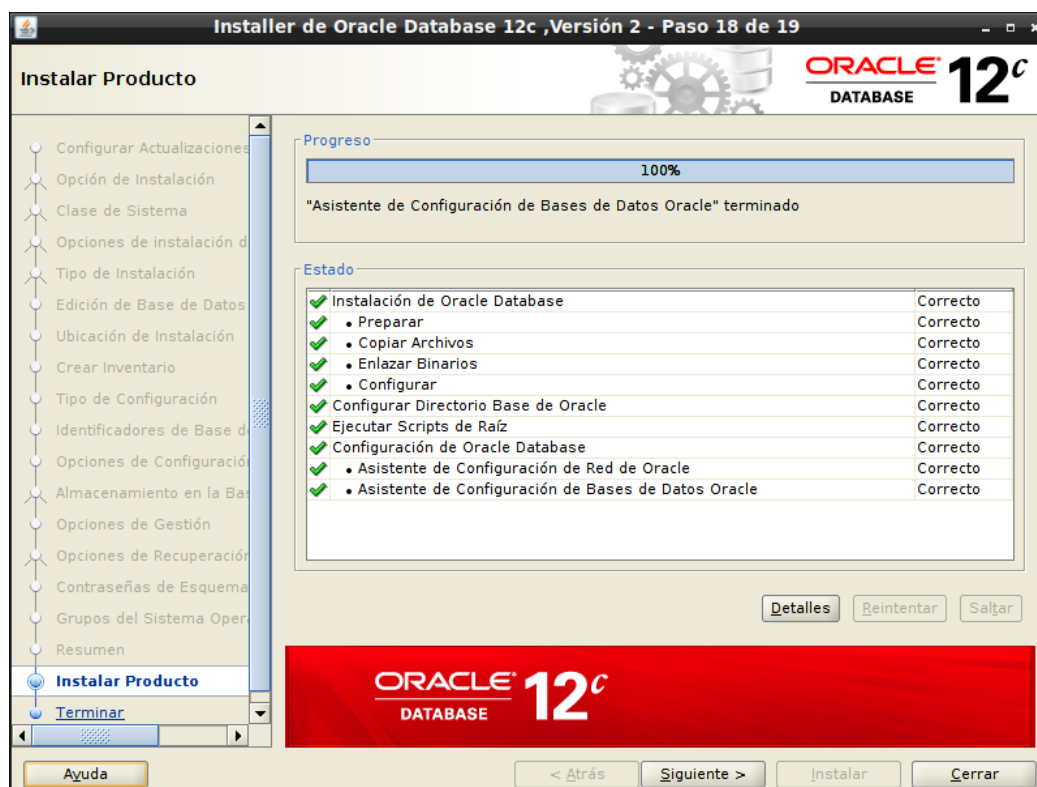 Installer de Oracle Database 12c ,Versión 2 - Paso 18 de 19
Instalar Producto
ORACLE
DATABASE
12c
Configurar Actualizaciones
Opción de Instalación
Clase de Sistema
Opciones de instalación d
Tipo de Instalación
Edición de Base de Datos
Ubicación de Instalación
Crear Inventario
Tipo de Configuración
Identificadores de Base de
Opciones de Configuración
Almacenamiento en la Bas
Opciones de Gestión
Opciones de Recuperación
Contraseñas de Esquema
Grupos del Sistema Opera
Resumen
Instalar Producto
Terminar
Progreso
100%
"Asistente de Configuración de Bases de Datos Oracle" terminado
Estado
Instalación de Oracle Database Correcto
• Preparar Correcto
• Copiar Archivos Correcto
• Enlazar Binarios Correcto
• Configurar Correcto
Configurar Directorio Base de Oracle Correcto
Ejecutar Scripts de Raíz Correcto
Configuración de Oracle Database Correcto
• Asistente de Configuración de Red de Oracle Correcto
• Asistente de Configuración de Bases de Datos Oracle Correcto
Detalles Reintentar Saltar
ORACLE
DATABASE
12c
Ayuda < Atrás Siguiente > Instalar Cerrar